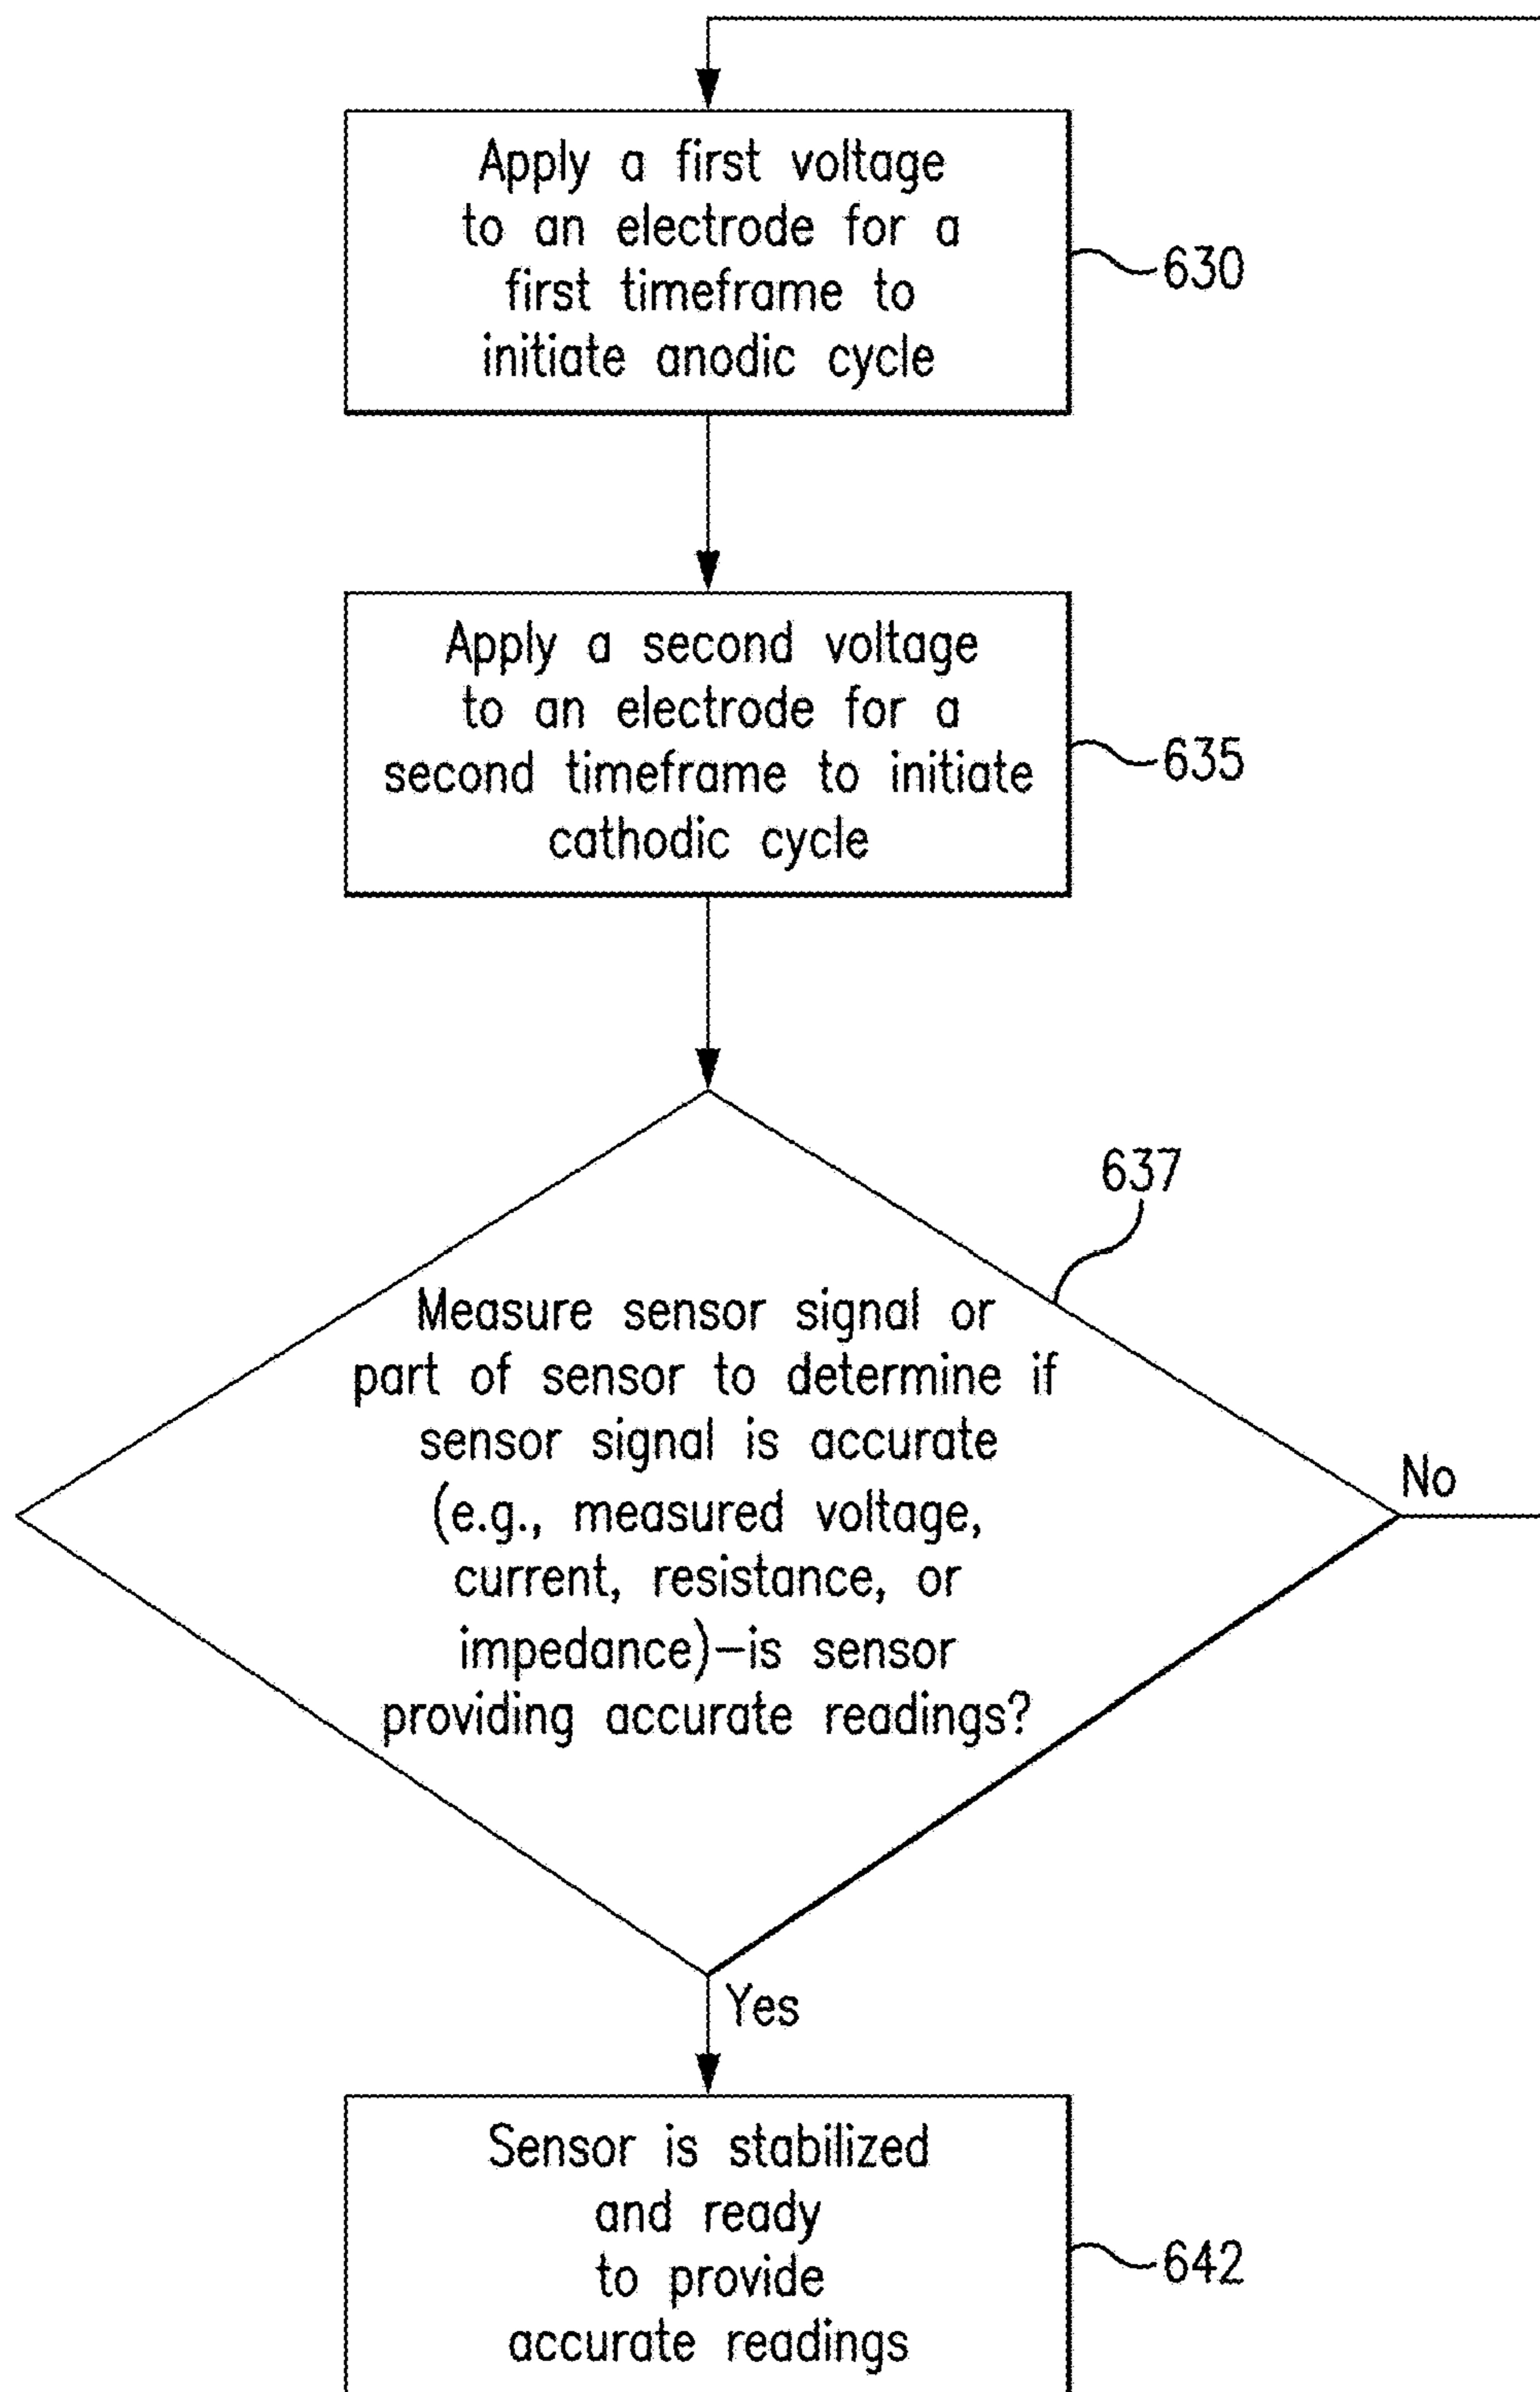 Apply a first voltage
to an electrode for a
first timeframe to
initiate anodic cycle
630
Apply a second voltage
to an electrode for a
second timeframe to initiate
cathodic cycle
635
637
Measure sensor signal or
part of sensor to determine if
sensor signal is accurate
(e.g., measured voltage,
current, resistance, or
impedance)–is sensor
providing accurate readings?
No
Yes
Sensor is stabilized
and ready
to provide
accurate readings
642